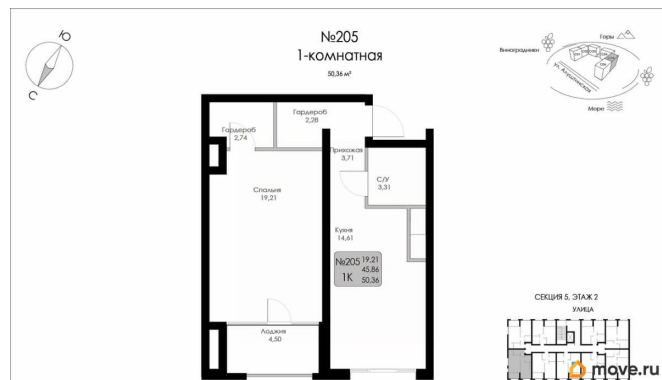 №205
1-комнатная
50,36 м²
Ю
С
Горы
Виноградники
Ул. Алуштинская
Море
Гардероб
2,28
Гардероб
2,74
Прихожая
3,71
С/У
3,31
Спальня
19,21
Кухня
14,61
№205 19.21
45.86
1К 50.36
Лоджия
4,50
СЕКЦИЯ 5, ЭТАЖ 2
УЛИЦА
move.ru